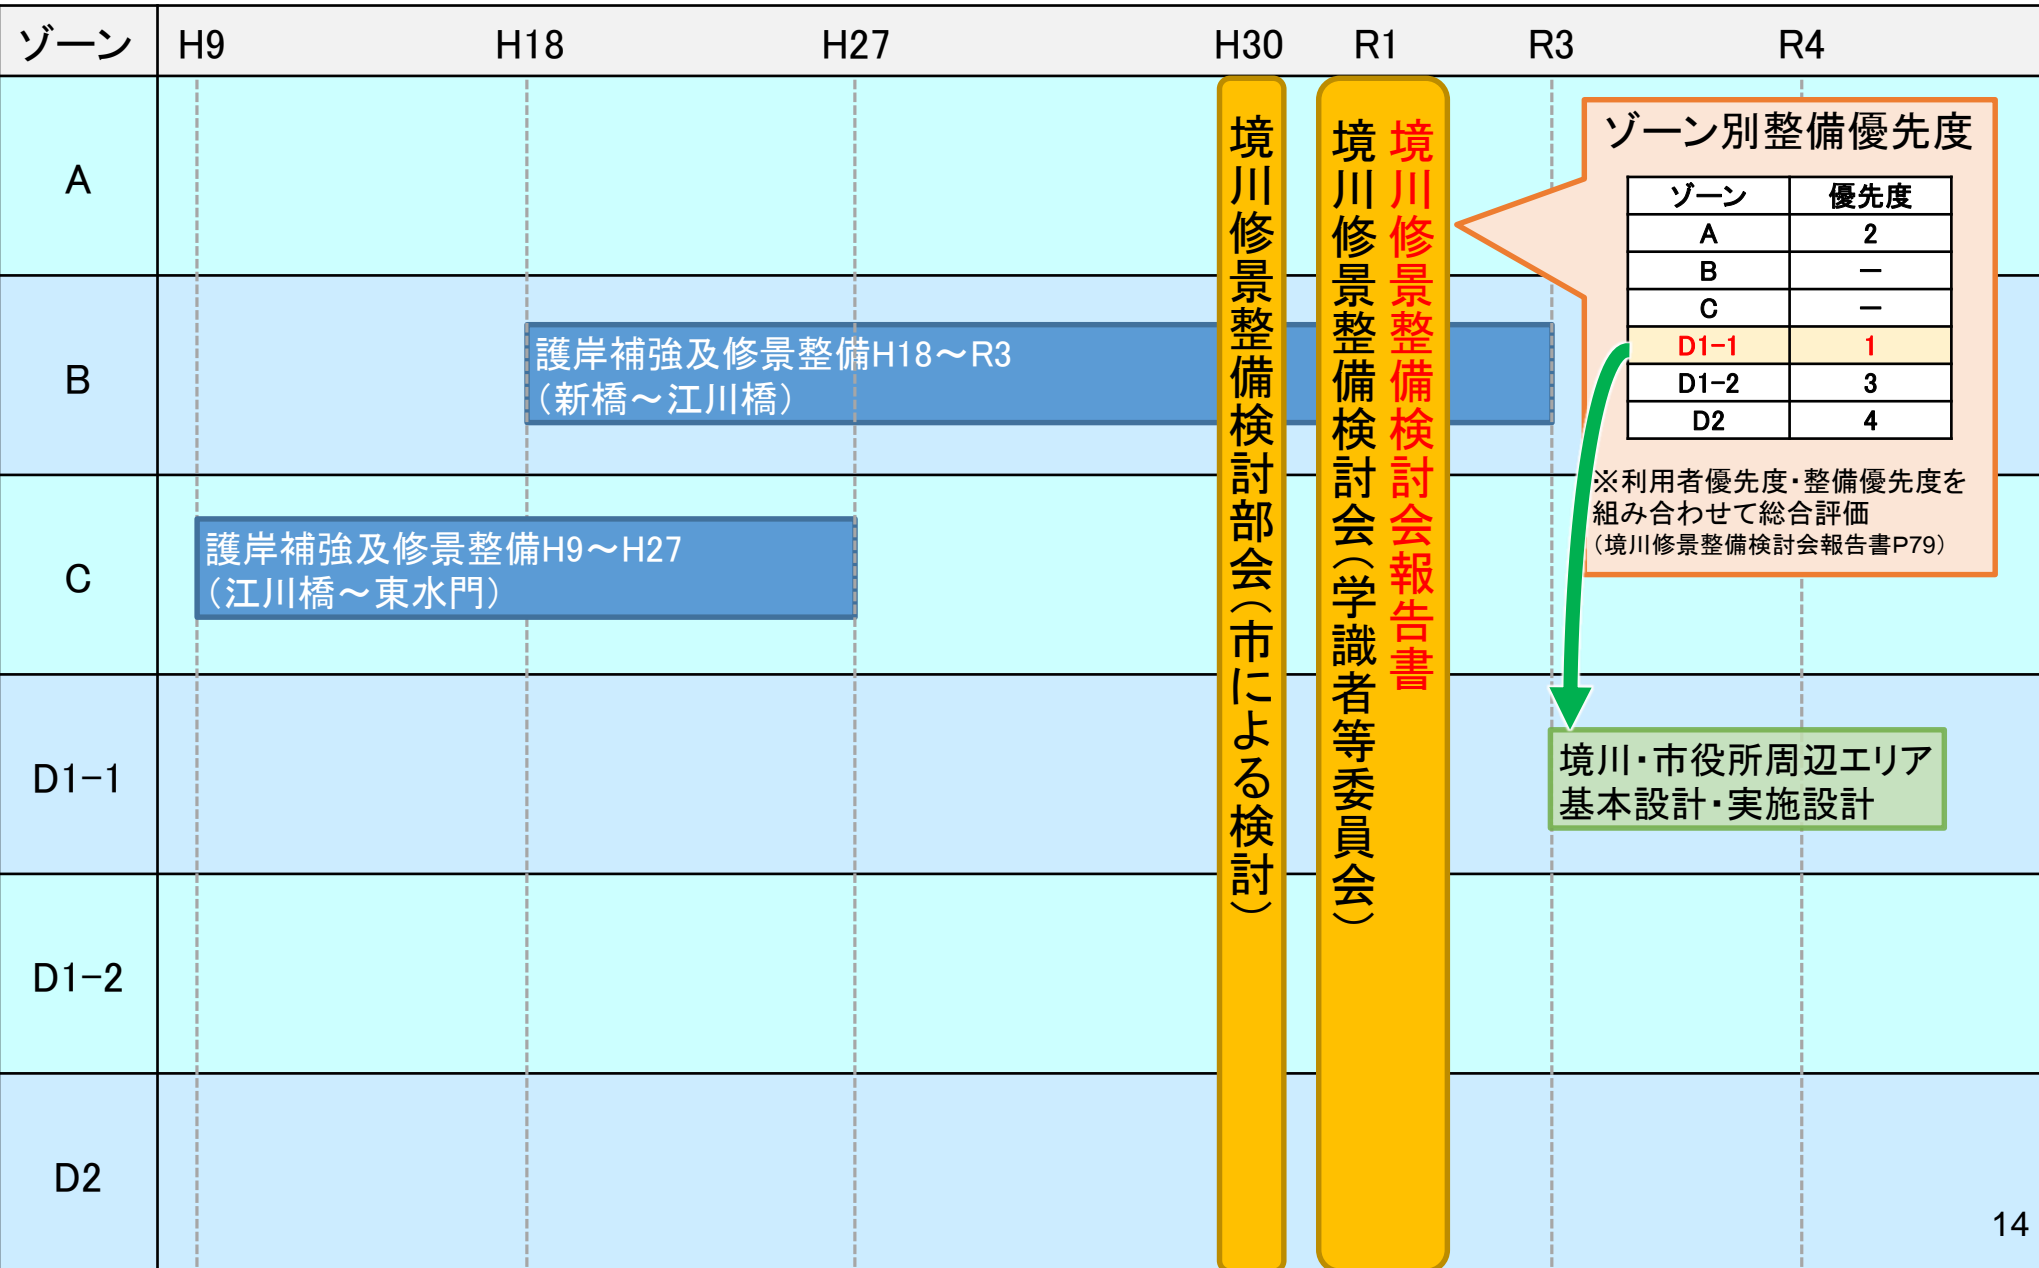 ゾーン H9 H18 H27 H30 R1 R3 R4
A
B
C
D1-1
D1-2
D2
護岸補強及修景整備H18～R3
（新橋～江川橋）
護岸補強及修景整備H9～H27
（江川橋～東水門）
境川修景整備検討部会（市による検討）
境川修景整備検討会報告書
境川修景整備検討会（学識者等委員会）
ゾーン別整備優先度
ゾーン 優先度
A 2
B －
C －
D1-1 1
D1-2 3
D2 4
※利用者優先度・整備優先度を
組み合わせて総合評価
（境川修景整備検討会報告書P79）
境川・市役所周辺エリア
基本設計・実施設計
14